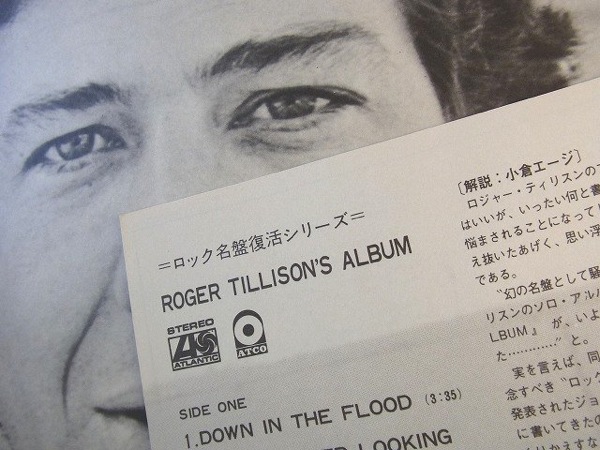 =ロック名盤復活シリーズ=
ROGER TILLISON'S ALBUM
STEREO
ATLANTIC
ATCO
SIDE ONE
1.DOWN IN THE FLOOD (3:35)
LOOKING
〔解説:小倉エージ〕
ロジャー・ティリスンの
はいいが、いったい何と書
悩まされることになって
え抜いたあげく、思い浮
である。
〝幻の名盤として騒
リスンのソロ・アル
LBUM』が、いよ
た…………〟と。
実を言えば、同
念すべき〝ロック
発表されたジョ
に書いてきたの